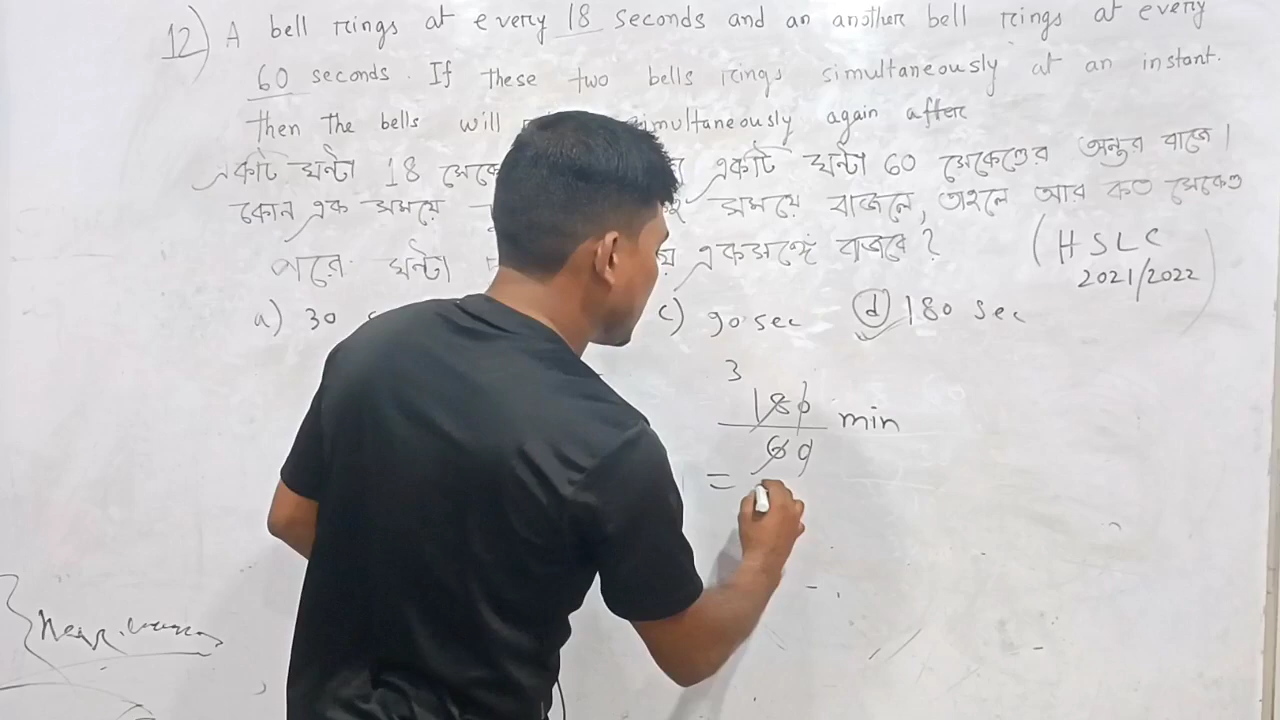 12) A bell rings at every 18 seconds and an another bell rings at every
60 seconds. If these two bells rings simultaneously at an instant.
Then the bells will simultaneously again after
একটি ঘন্টা 18 একটি ঘন্টা 60 সেকেণ্ডের অন্তর বাজে।
কোন এক সময়ে সময়ে বাজলে, তাহলে আর কত সেকেণ্ড
পরে ঘন্টা একসঙ্গে বাজবে?
(HSLC
2021/2022)
a) 30 c) 90 sec d) 180 sec
3
180
60
min
=